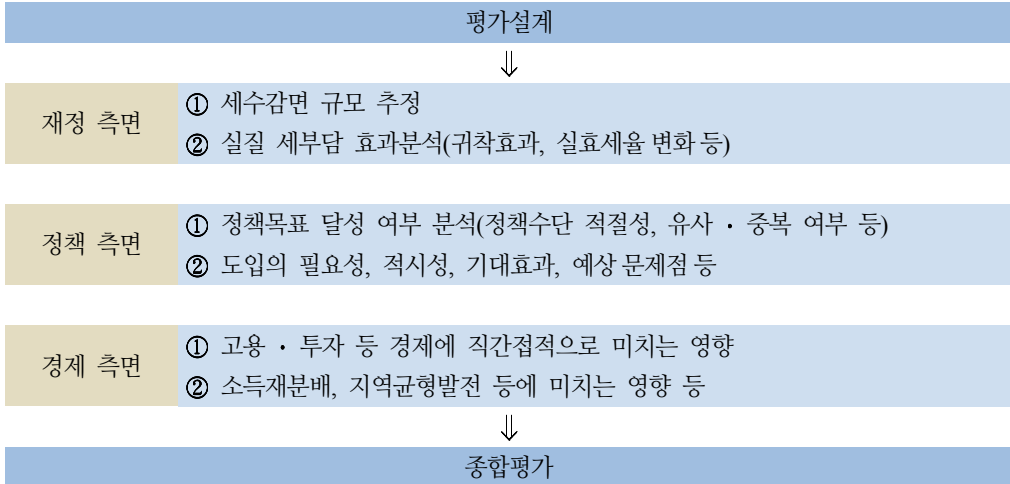 평가설계
⇓
재정 측면
① 세수감면 규모 추정
② 실질 세부담 효과분석(귀착효과, 실효세율 변화 등)
정책 측면
① 정책목표 달성 여부 분석(정책수단 적절성, 유사・중복 여부 등)
② 도입의 필요성, 적시성, 기대효과, 예상 문제점 등
경제 측면
① 고용・투자 등 경제에 직간접적으로 미치는 영향
② 소득재분배, 지역균형발전 등에 미치는 영향 등
⇓
종합평가